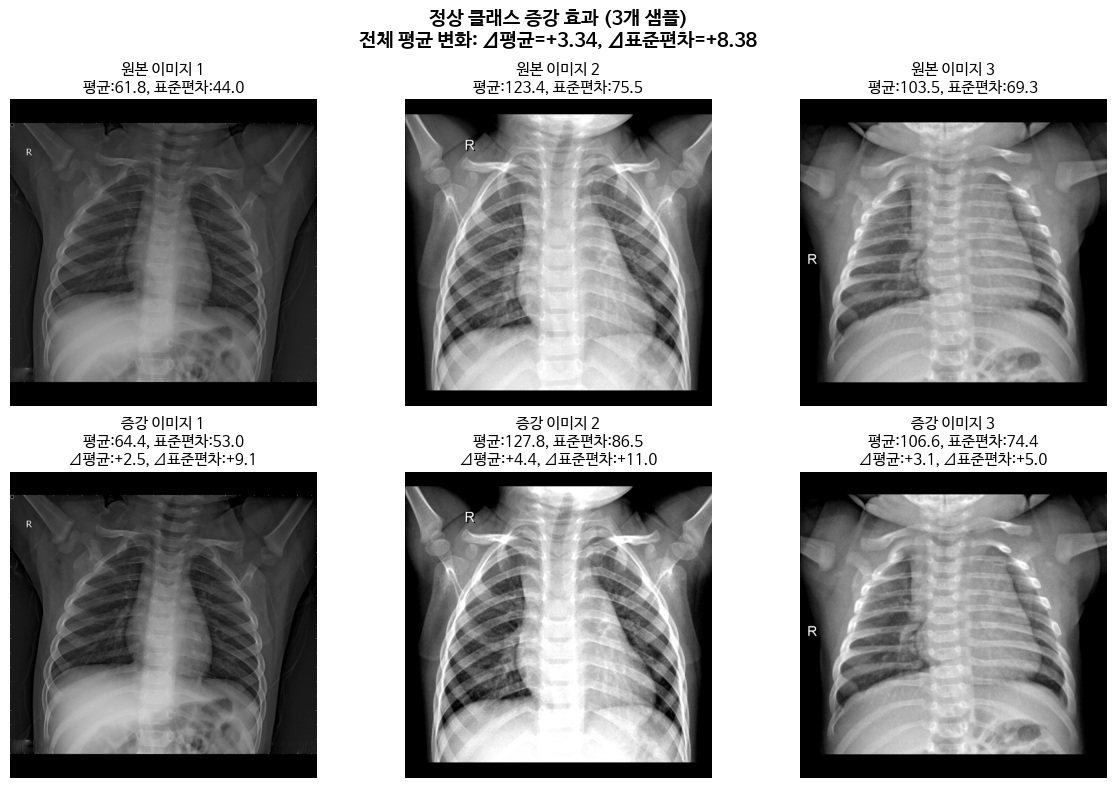 정상 클래스 증강 효과 (3개 샘플)
전체 평균 변화: ⊿평균=+3.34, ⊿표준편차=+8.38
원본 이미지 1
평균:61.8, 표준편차:44.0
원본 이미지 2
평균:123.4, 표준편차:75.5
원본 이미지 3
평균:103.5, 표준편차:69.3
R
R
R
증강 이미지 1
평균:64.4, 표준편차:53.0
⊿평균:+2.5, ⊿표준편차:+9.1
증강 이미지 2
평균:127.8, 표준편차:86.5
⊿평균:+4.4, ⊿표준편차:+11.0
증강 이미지 3
평균:106.6, 표준편차:74.4
⊿평균:+3.1, ⊿표준편차:+5.0
R
R
R